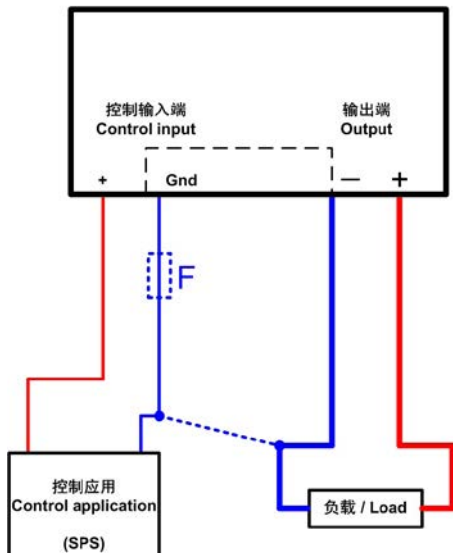 控制输入端
Control input
输出端
Output
+
Gnd
—
+
F
控制应用
Control application
(SPS)
负载 / Load